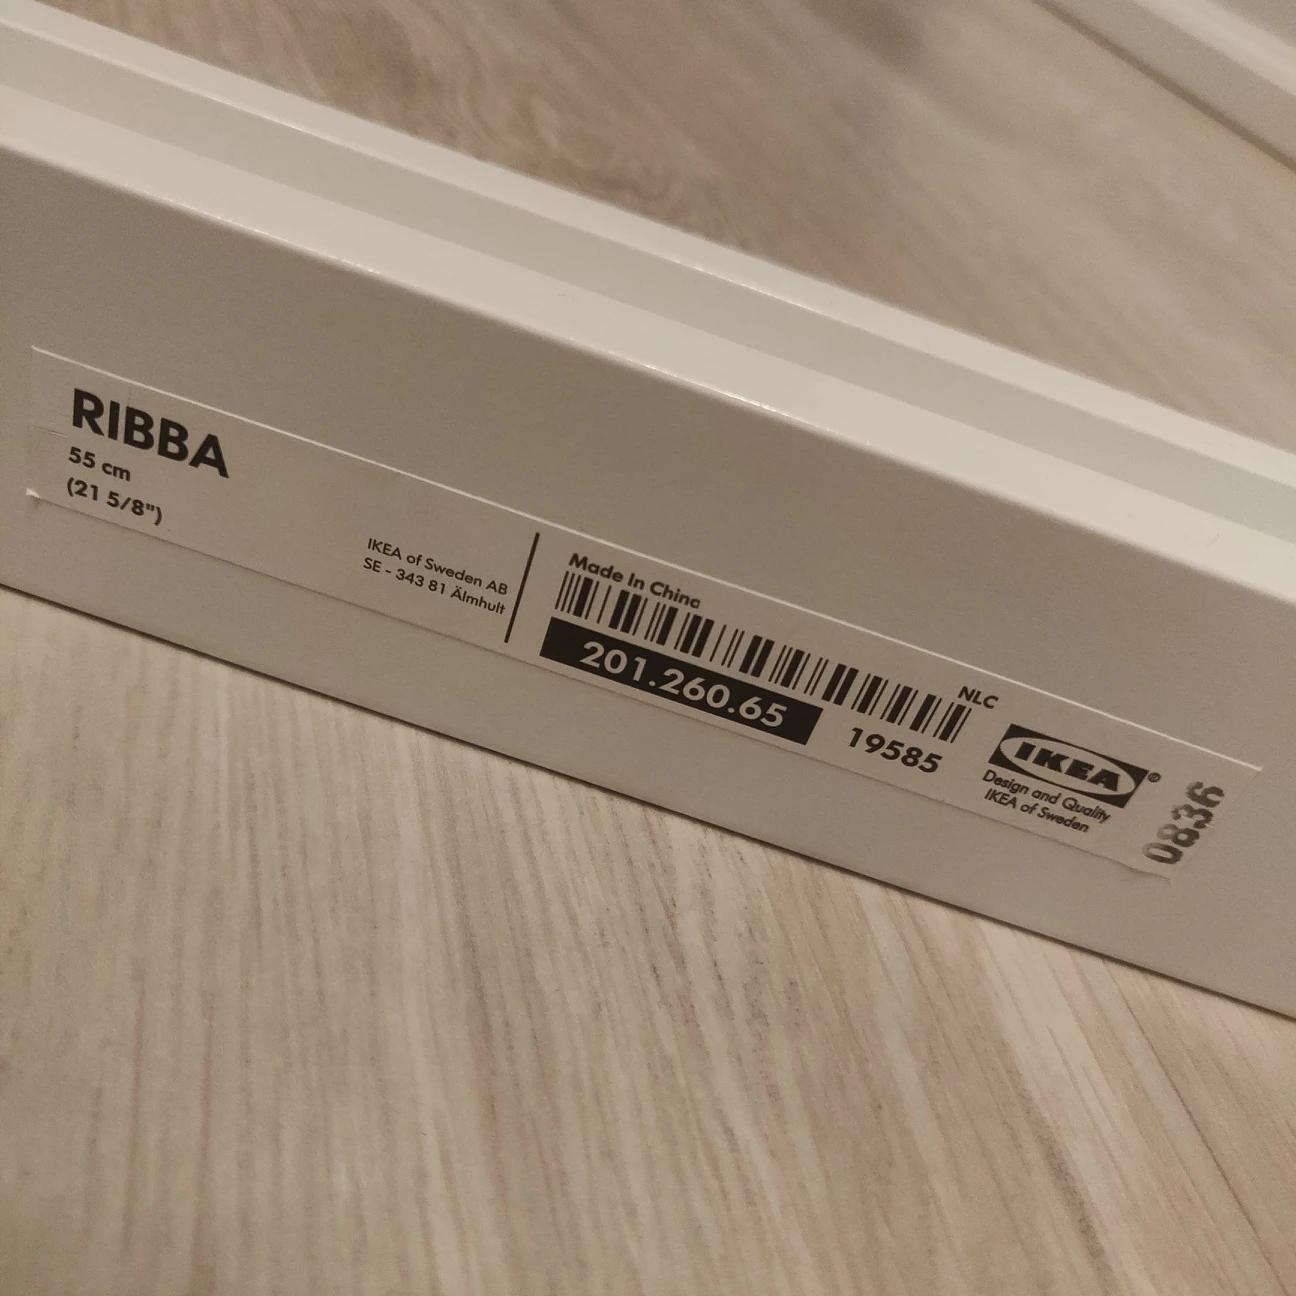 RIBBA
55 cm
(21 5/8")
IKEA of Sweden AB
SE - 343 81 Älmhult
Made In China
NLC
201.260.65
19585
IKEA®
Design and Quality
IKEA of Sweden
0836